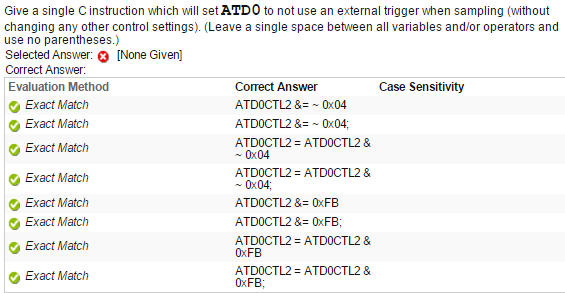 Give a single C instruction which will set ATD0 to not use an external trigger when sampling (without
changing any other control settings). (Leave a single space between all variables and/or operators and
use no parentheses.)
Selected Answer: [None Given]
Correct Answer:
Evaluation Method Correct Answer Case Sensitivity
Exact Match ATD0CTL2 &= ~ 0x04
Exact Match ATD0CTL2 &= ~ 0x04;
Exact Match ATD0CTL2 = ATD0CTL2 &
~ 0x04
Exact Match ATD0CTL2 = ATD0CTL2 &
~ 0x04;
Exact Match ATD0CTL2 &= 0xFB
Exact Match ATD0CTL2 &= 0xFB;
Exact Match ATD0CTL2 = ATD0CTL2 &
0xFB
Exact Match ATD0CTL2 = ATD0CTL2 &
0xFB;